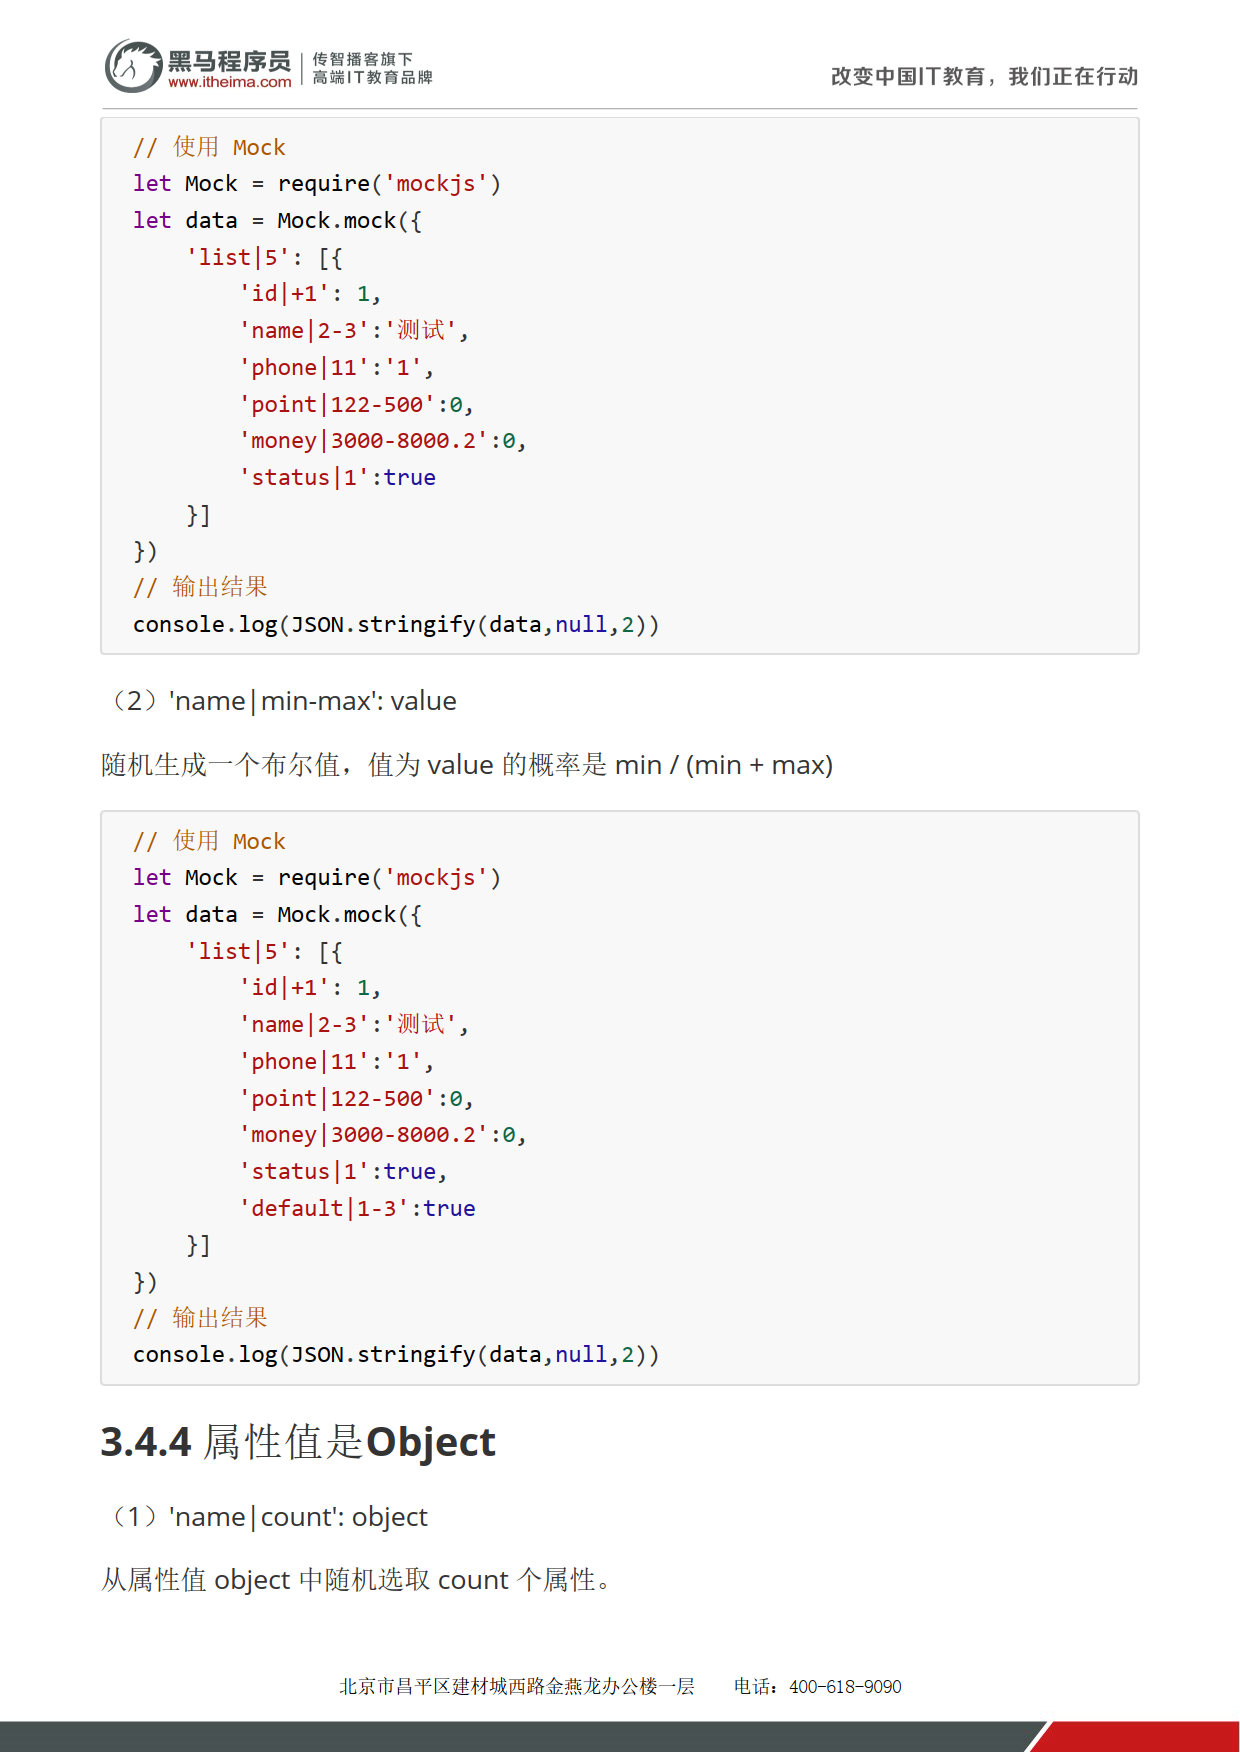 黑马程序员
www.itheima.com
传智播客旗下
高端IT教育品牌
改变中国IT教育，我们正在行动
// 使用 Mock
let Mock = require('mockjs')
let data = Mock.mock({
    'list|5': [{
        'id|+1': 1,
        'name|2-3':'测试',
        'phone|11':'1',
        'point|122-500':0,
        'money|3000-8000.2':0,
        'status|1':true
    }]
})
// 输出结果
console.log(JSON.stringify(data,null,2))
（2）'name|min-max': value
随机生成一个布尔值，值为 value 的概率是 min / (min + max)
// 使用 Mock
let Mock = require('mockjs')
let data = Mock.mock({
    'list|5': [{
        'id|+1': 1,
        'name|2-3':'测试',
        'phone|11':'1',
        'point|122-500':0,
        'money|3000-8000.2':0,
        'status|1':true,
        'default|1-3':true
    }]
})
// 输出结果
console.log(JSON.stringify(data,null,2))
3.4.4 属性值是Object
（1）'name|count': object
从属性值 object 中随机选取 count 个属性。
北京市昌平区建材城西路金燕龙办公楼一层 电话：400-618-9090